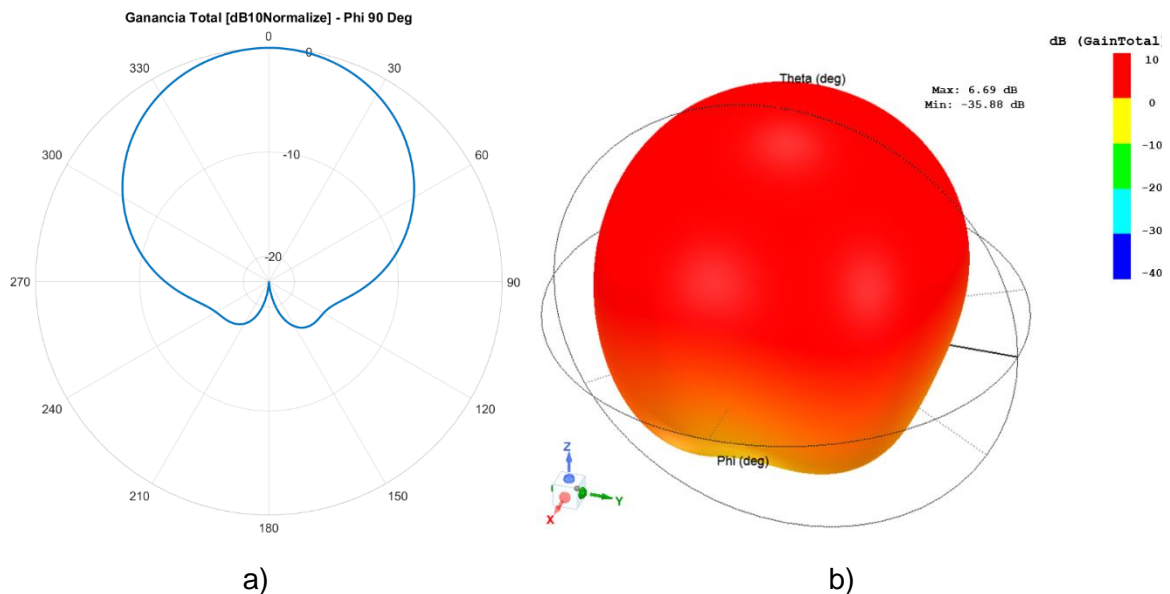 Ganancia Total [dB10Normalize] - Phi 90 Deg
0
0
330
30
-10
300
60
-20
270
90
240
120
210
150
180
a)
dB (GainTotal)
10
0
-10
-20
-30
-40
Theta (deg)
Max: 6.69 dB
Min: -35.88 dB
Phi (deg)
Z
Y
X
b)